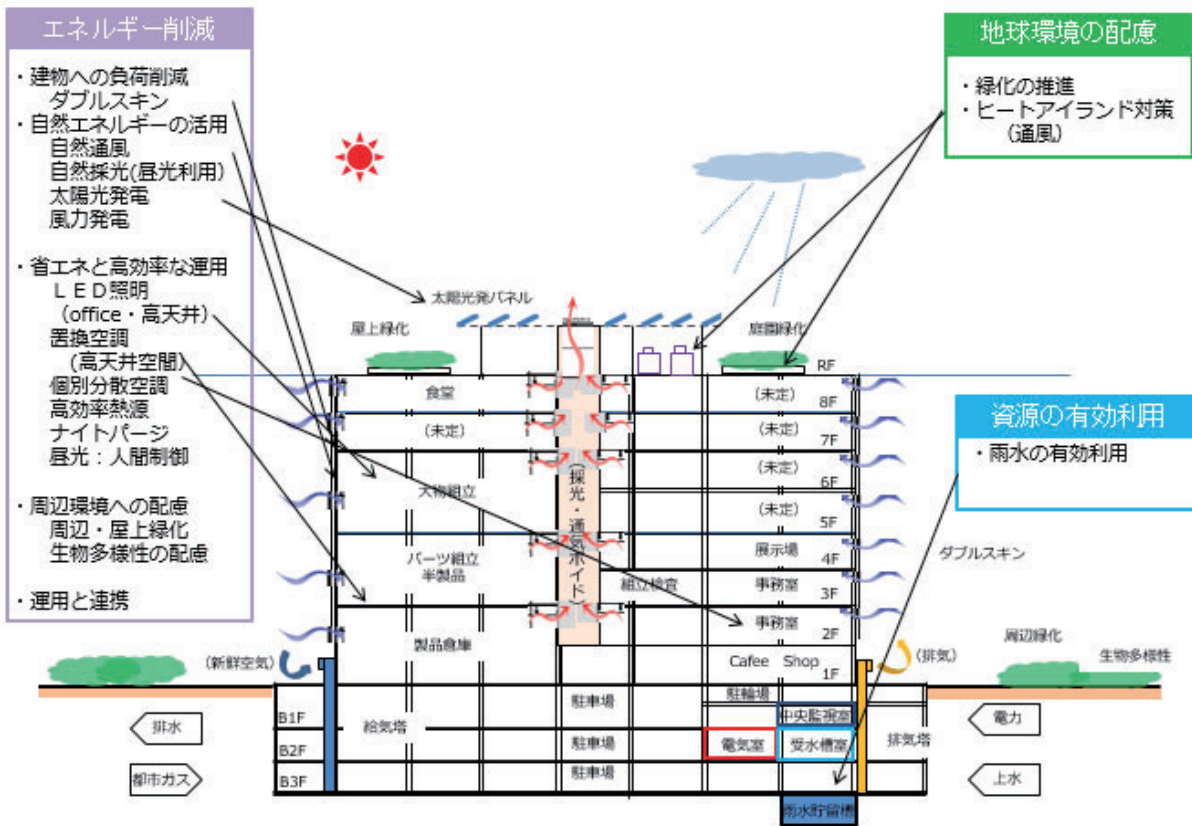 エネルギー削減
・建物への負荷削減
ダブルスキン
・自然エネルギーの活用
自然通風
自然採光(昼光利用)
太陽光発電
風力発電
・省エネと高効率な運用
ＬＥＤ照明
（office・高天井）
置換空調
(高天井空間)
個別分散空調
高効率熱源
ナイトパージ
昼光：人間制御
・周辺環境への配慮
周辺・屋上緑化
生物多様性の配慮
・運用と連携
地球環境の配慮
・緑化の推進
・ヒートアイランド対策
（通風）
資源の有効利用
・雨水の有効利用
太陽光発パネル
屋上緑化
庭園緑化
RF
食堂
(未定)
8F
(未定)
(未定)
7F
(未定)
6F
大物組立
(未定)
5F
（採光・通気ボイド）
展示場
4F
ダブルスキン
パーツ組立
半製品
組立検査
事務室
3F
事務室
2F
製品倉庫
(新鮮空気)
Cafee Shop
1F
(排気)
周辺緑化
生物多様性
駐車場
駐輪場
中央監視室
B1F
給気塔
排水
電力
排気塔
駐車場
電気室
受水槽室
B2F
都市ガス
駐車場
B3F
上水
雨水貯留槽